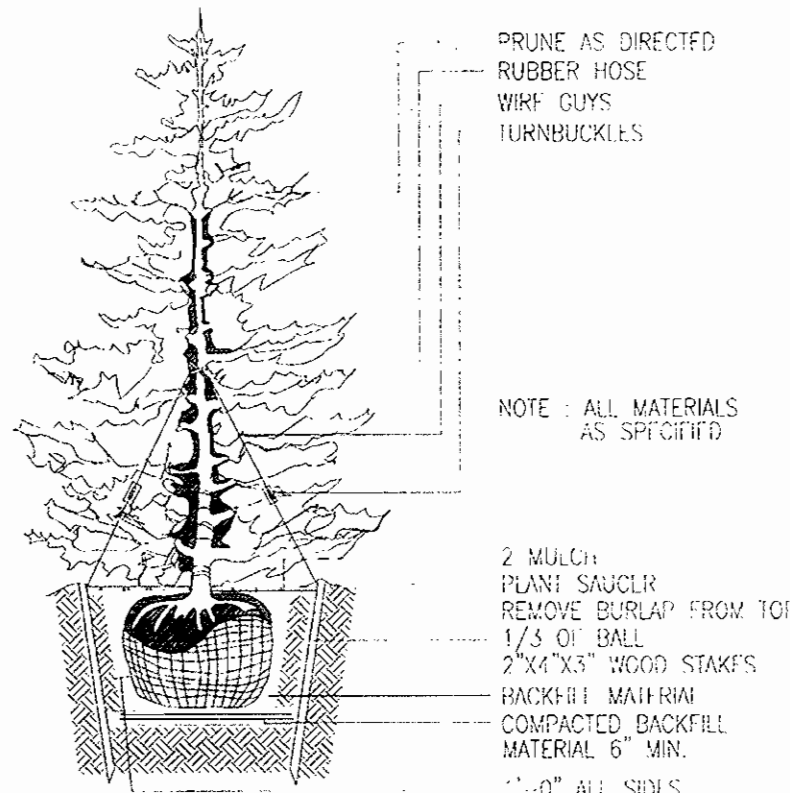 PRUNE AS DIRECTED
RUBBER HOSE
WIRE GUYS
TURNBUCKLES
NOTE : ALL MATERIALS
AS SPECIFIED
2 MULCH
PLANT SAUCER
REMOVE BURLAP FROM TOP
1/3 OF BALL
2"X4"X3" WOOD STAKES
BACKFILL MATERIAL
COMPACTED BACKFILL
MATERIAL 6" MIN.
ALL SIDES